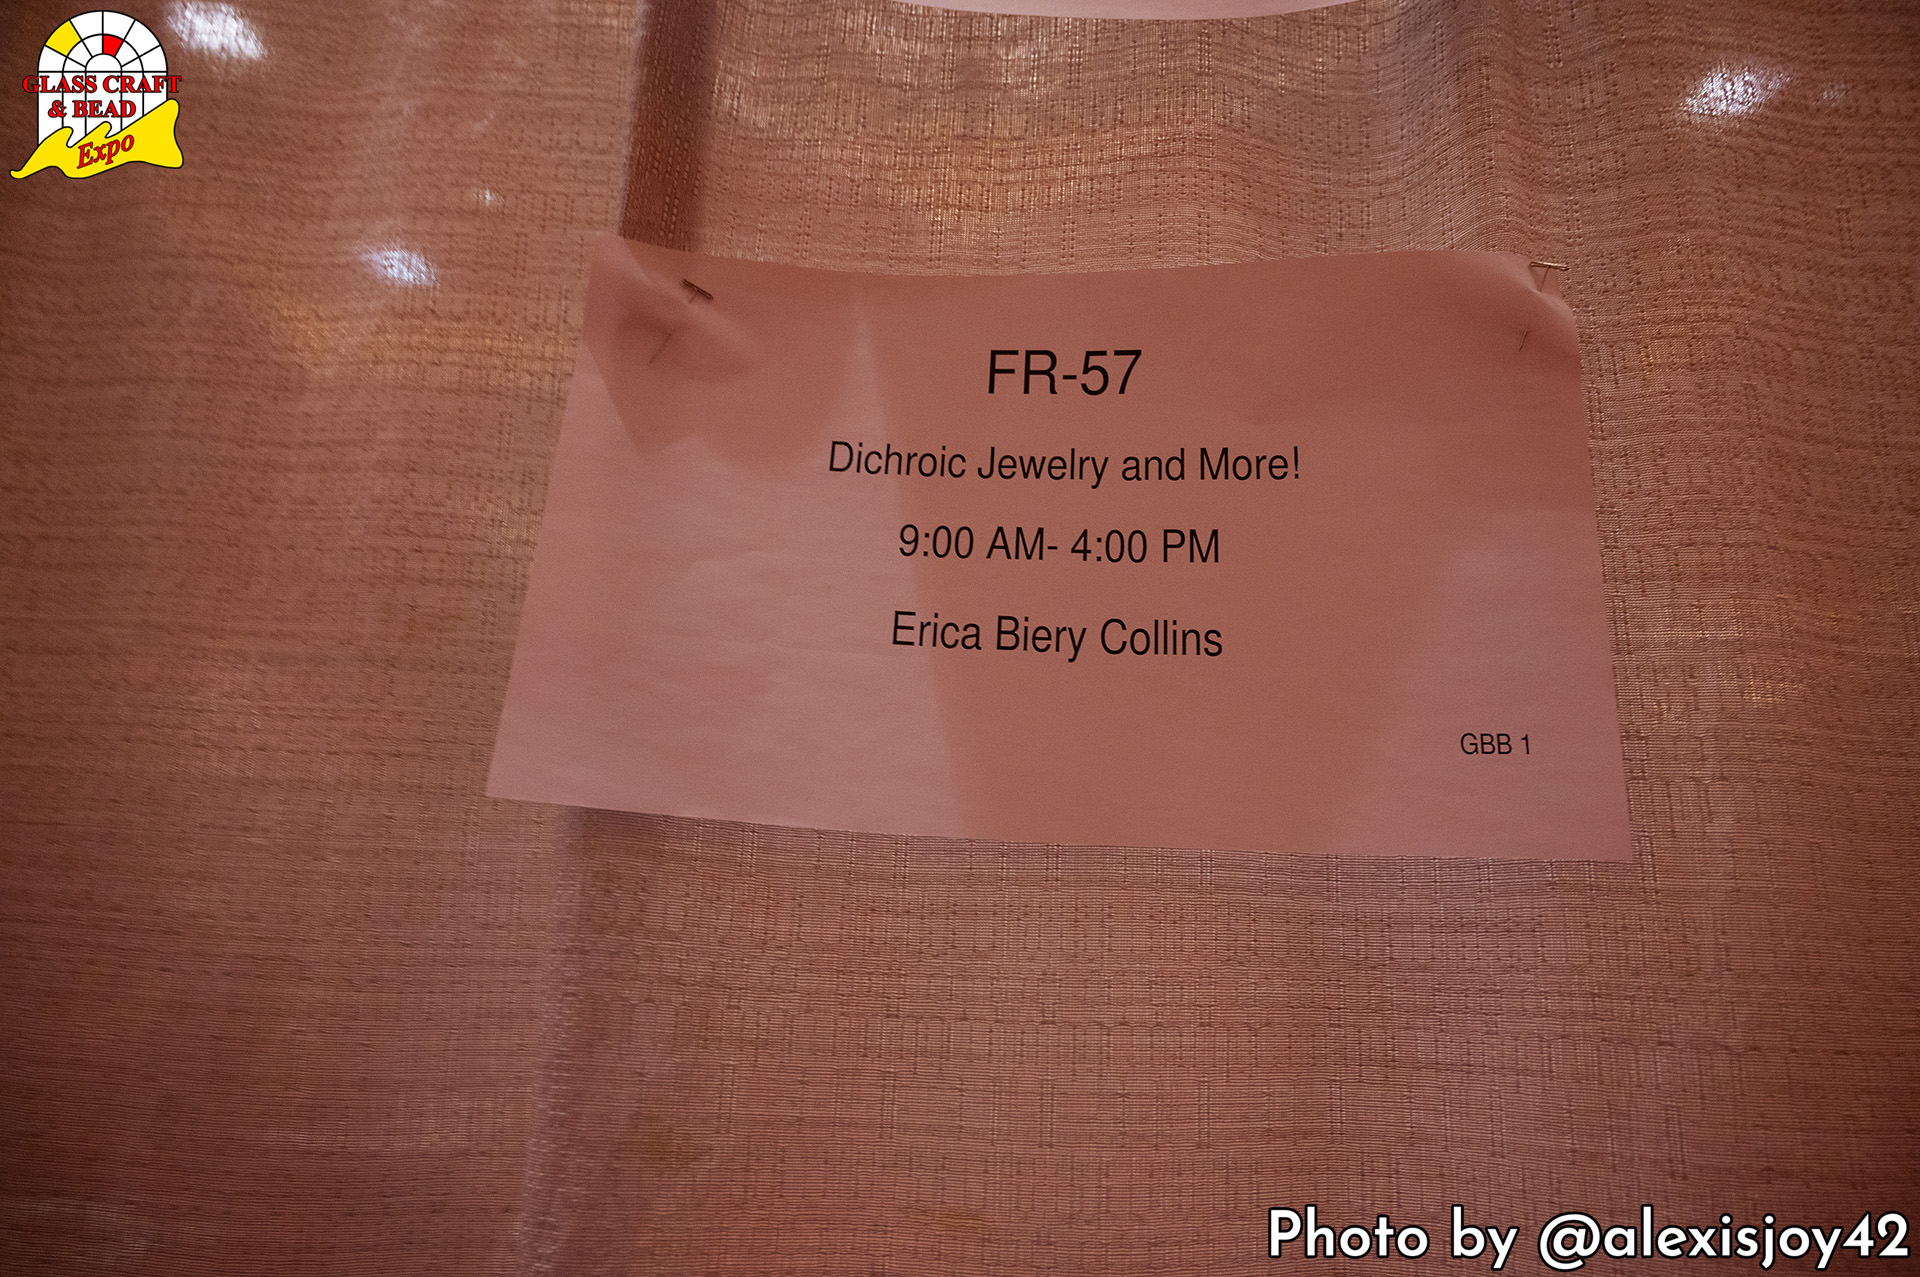 GLASS CRAFT
& BEAD
Expo
FR-57
Dichroic Jewelry and More!
9:00 AM- 4:00 PM
Erica Biery Collins
GBB 1
Photo by @alexisjoy42